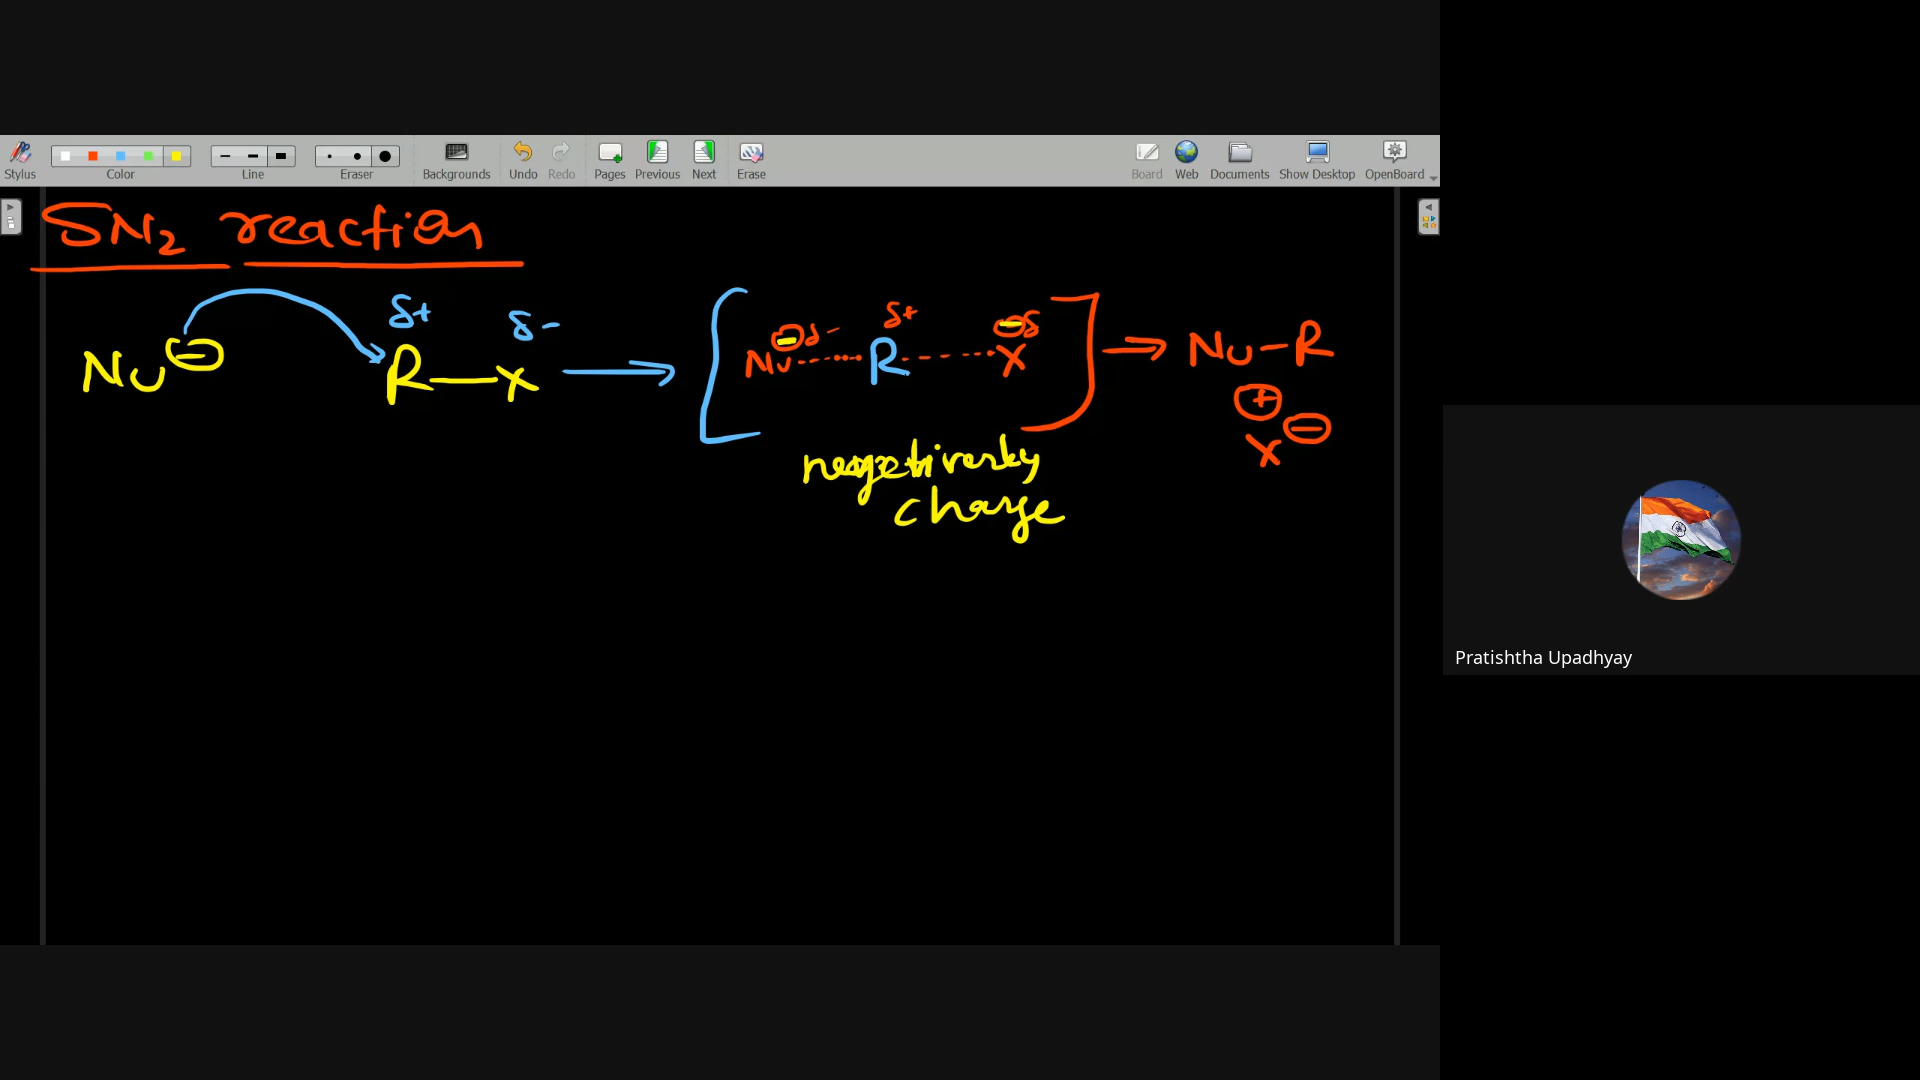 Stylus Color Line Eraser Backgrounds Undo Redo Pages Previous Next Erase Board Web Documents Show Desktop OpenBoard
SN2 reaction
δ+ δ- δ- δ+ δ
Nu⊖ R—X → [Nu⊖ ----- R ----- X⊖] → Nu-R
⊕
X⊖
charge
Pratishtha Upadhyay